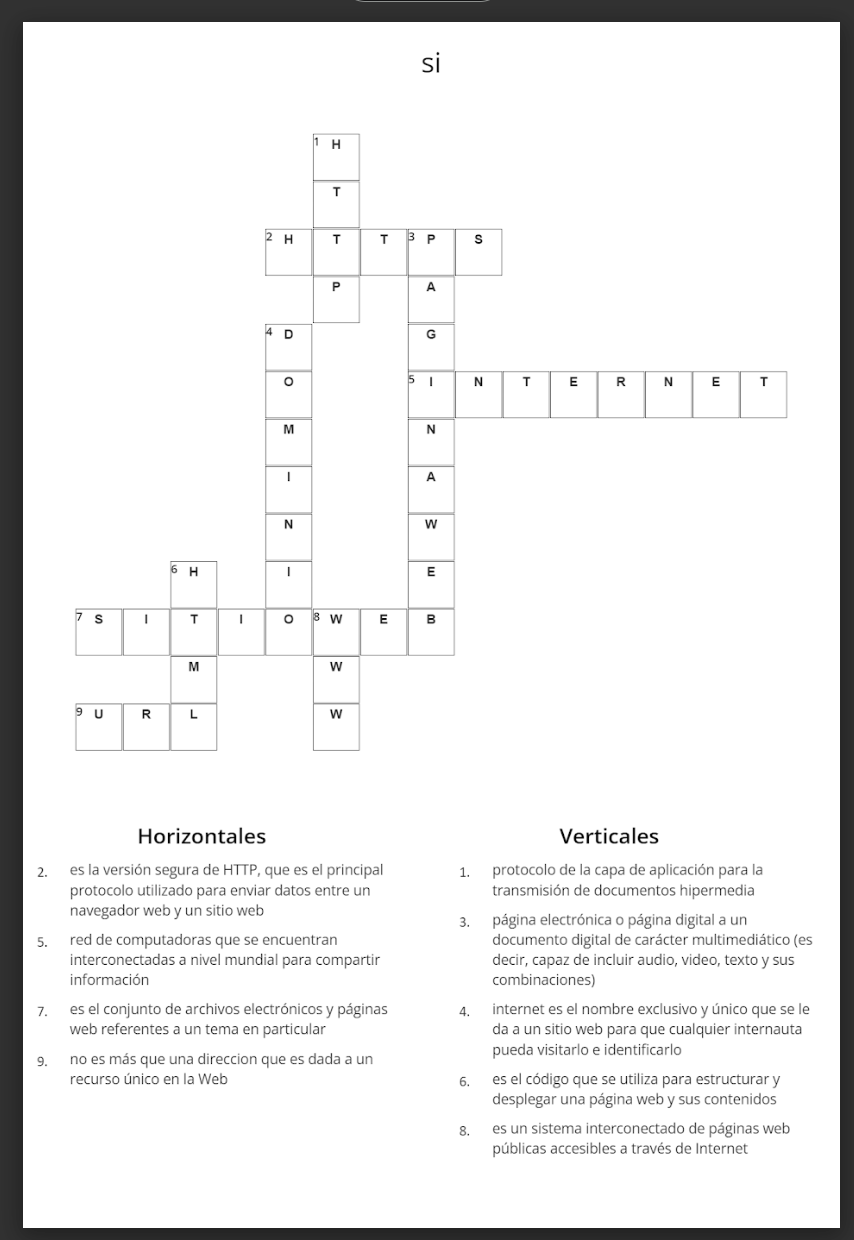 si
1 H
T
2 H T T 3 P S
P A
4 D G
O 5 I N T E R N E T
M N
I A
N W
6 H I E
7 S I T I O 8 W E B
M W
9 U R L W
Horizontales
2. es la versión segura de HTTP, que es el principal
protocolo utilizado para enviar datos entre un
navegador web y un sitio web
5. red de computadoras que se encuentran
interconectadas a nivel mundial para compartir
información
7. es el conjunto de archivos electrónicos y páginas
web referentes a un tema en particular
9. no es más que una direccion que es dada a un
recurso único en la Web
Verticales
1. protocolo de la capa de aplicación para la
transmisión de documentos hipermedia
3. página electrónica o página digital a un
documento digital de carácter multimediático (es
decir, capaz de incluir audio, video, texto y sus
combinaciones)
4. internet es el nombre exclusivo y único que se le
da a un sitio web para que cualquier internauta
pueda visitarlo e identificarlo
6. es el código que se utiliza para estructurar y
desplegar una página web y sus contenidos
8. es un sistema interconectado de páginas web
públicas accesibles a través de Internet